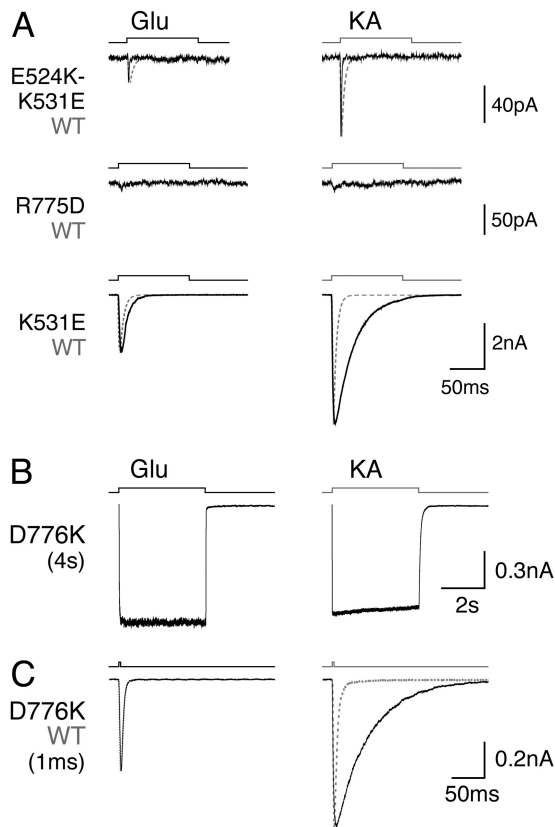 A
Glu KA
E524K-
K531E
WT
40pA
R775D
WT
50pA
K531E
WT
2nA
50ms
B
Glu KA
D776K
(4s)
0.3nA
2s
C
D776K
WT
(1ms)
0.2nA
50ms